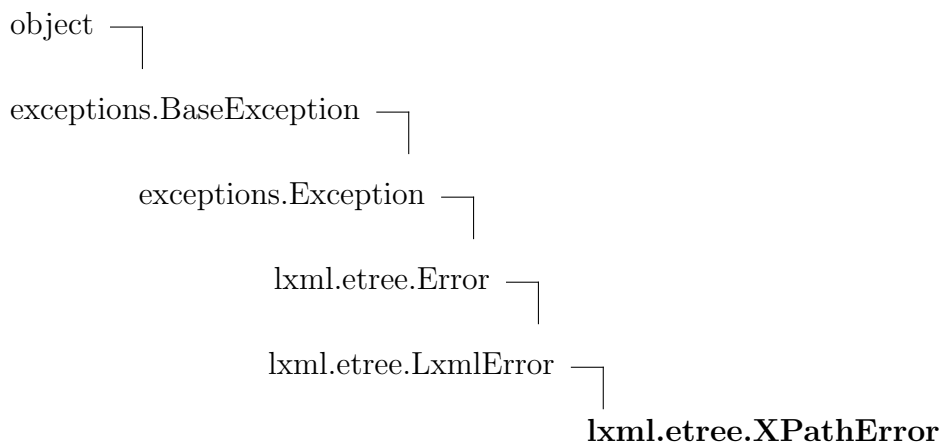 object
exceptions.BaseException
exceptions.Exception
lxml.etree.Error
lxml.etree.LxmlError
lxml.etree.XPathError